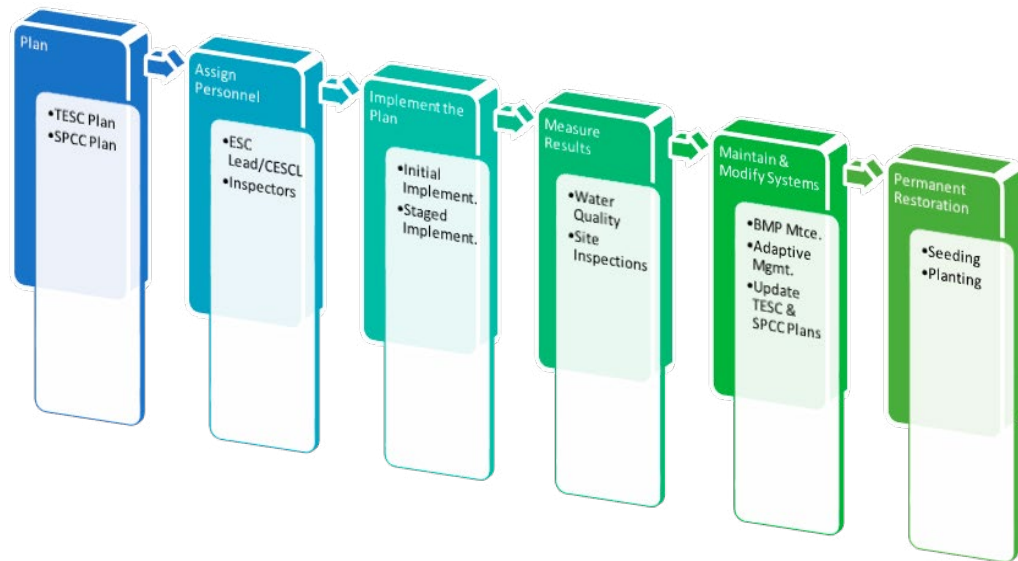 Plan
•TESC Plan
•SPCC Plan
Assign
Personnel
•ESC
Lead/CESCL
•Inspectors
Implement the
Plan
•Initial
Implement.
•Staged
Implement.
Measure
Results
•Water
Quality
•Site
Inspections
Maintain &
Modify Systems
•BMP Mtce.
•Adaptive
Mgmt.
•Update
TESC &
SPCC Plans
Permanent
Restoration
•Seeding
•Planting